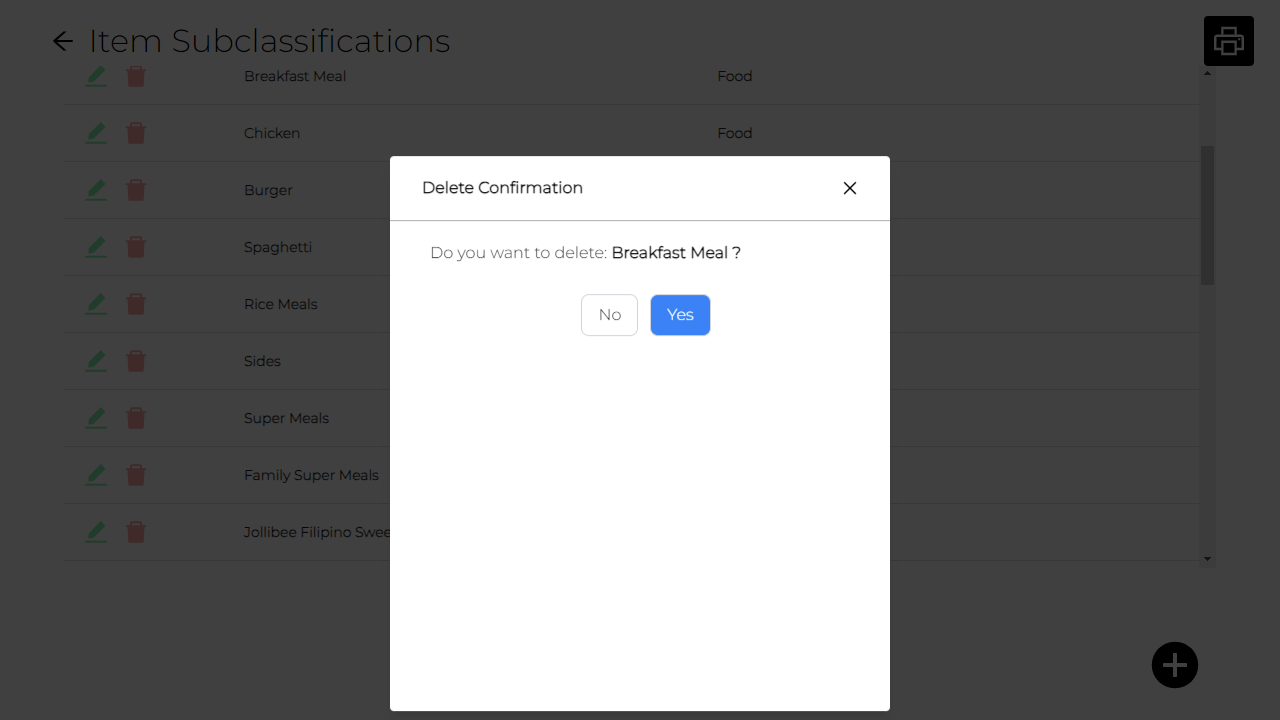 Item Subclassifications
Breakfast Meal Food
Chicken Food
Delete Confirmation
Burger
Do you want to delete: Breakfast Meal ?
Spaghetti
Rice Meals
No Yes
Sides
Super Meals
Family Super Meals
Jollibee Filipino Swee